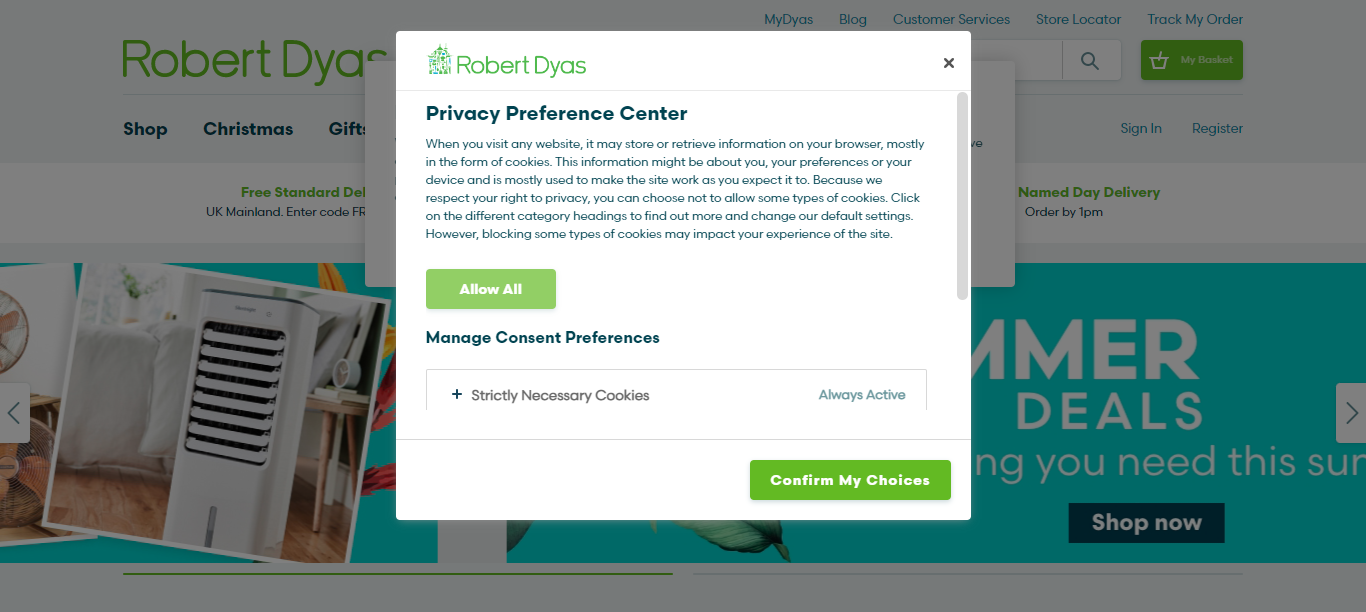 MyDyas Blog Customer Services Store Locator Track My Order
Robert Dyas
My Basket
Robert Dyas
Shop Christmas Gifts
Sign In Register
Privacy Preference Center
When you visit any website, it may store or retrieve information on your browser, mostly
in the form of cookies. This information might be about you, your preferences or your
device and is mostly used to make the site work as you expect it to. Because we
respect your right to privacy, you can choose not to allow some types of cookies. Click
on the different category headings to find out more and change our default settings.
However, blocking some types of cookies may impact your experience of the site.
Free Standard Del
UK Mainland. Enter code FR
Named Day Delivery
Order by 1pm
Allow All
Manage Consent Preferences
+ Strictly Necessary Cookies Always Active
Confirm My Choices
MMER
DEALS
ng you need this sum
Shop now